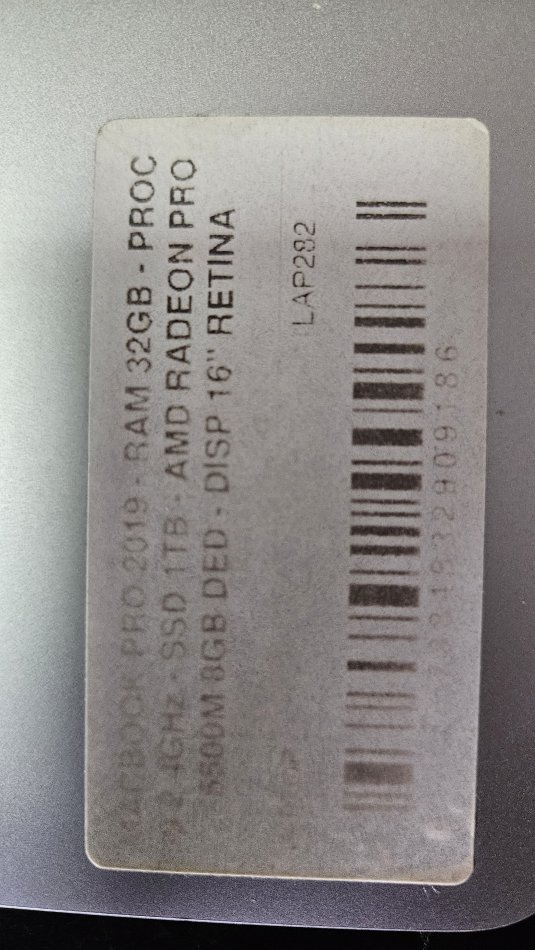 MACBOOK PRO 2019 - RAM 32GB - PROC
2.4GHz - SSD 1TB - AMD RADEON PRO
5500M 8GB DED - DISP 16" RETINA
LAP282